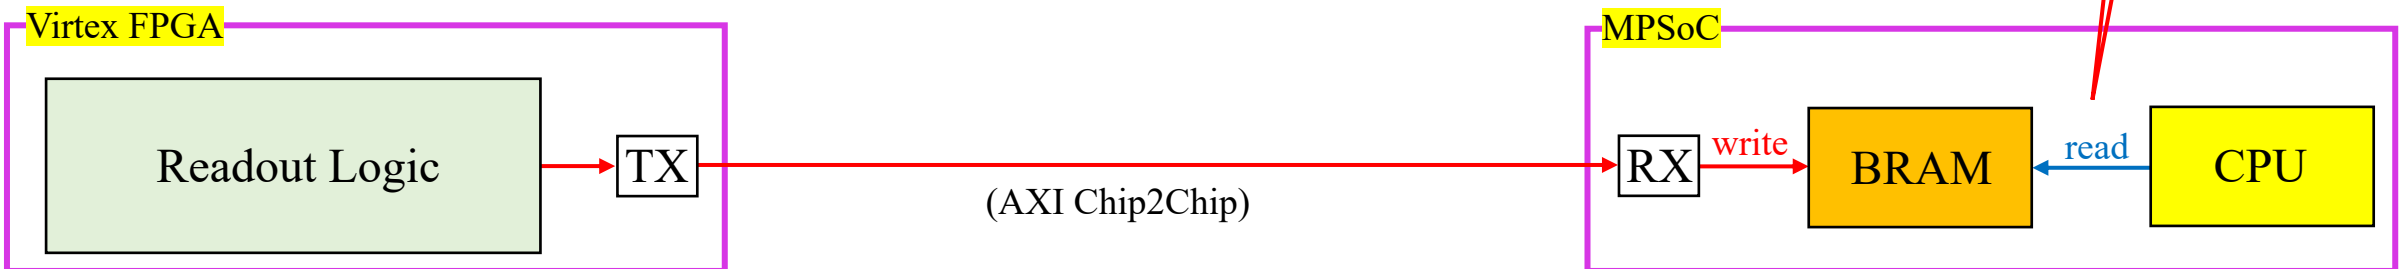 Virtex FPGA
MPSoC
Readout Logic
TX
(AXI Chip2Chip)
RX
write
BRAM
read
CPU